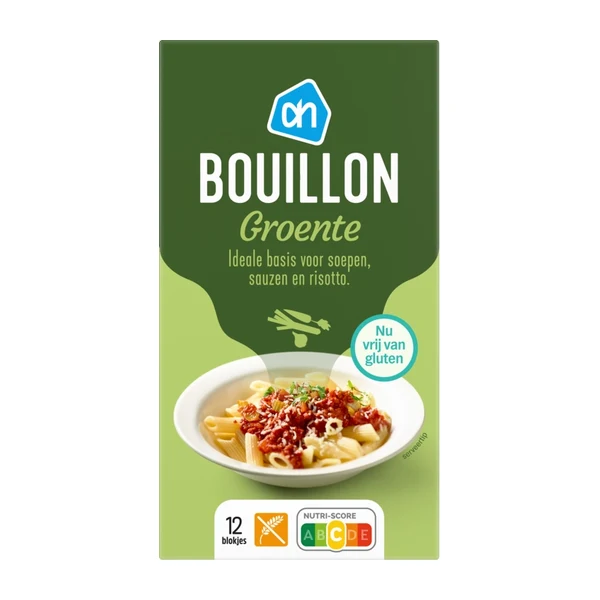 ah
BOUILLON
Groente
Ideale basis voor soepen,
sauzen en risotto.
Nu
vrij van
gluten
serveertip
12
blokjes
NUTRI-SCORE
A B C D E